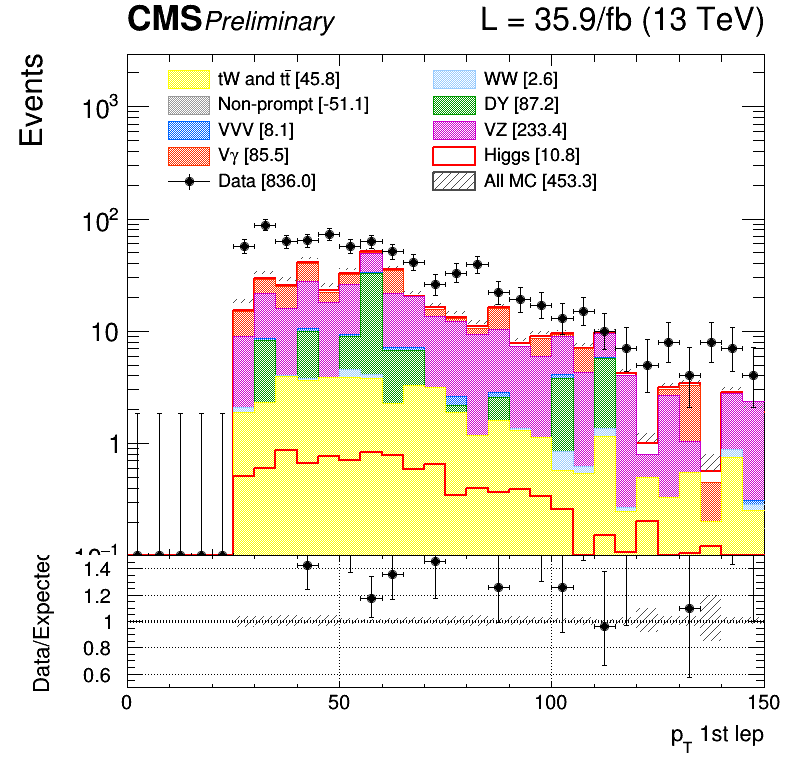 CMS Preliminary L = 35.9/fb (13 TeV)
Events
tW and tt̄ [45.8] WW [2.6]
Non-prompt [-51.1] DY [87.2]
VVV [8.1] VZ [233.4]
Vγ [85.5] Higgs [10.8]
Data [836.0] All MC [453.3]
10³
10²
10
1
10⁻¹
Data/Expected
1.4
1.2
1
0.8
0.6
0 50 100 150
p_T 1st lep